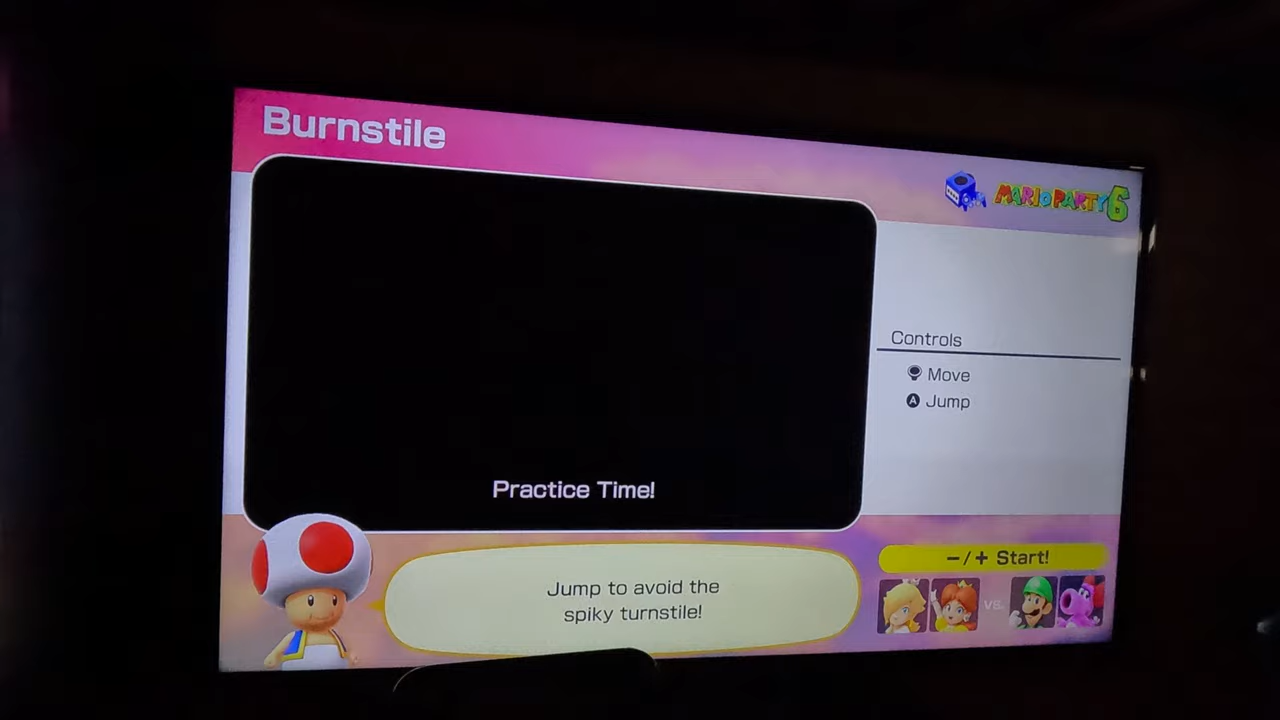 Burnstile
MARIO PARTY 6
Controls
Move
A Jump
Practice Time!
Jump to avoid the
spiky turnstile!
−/+ Start!
VS.